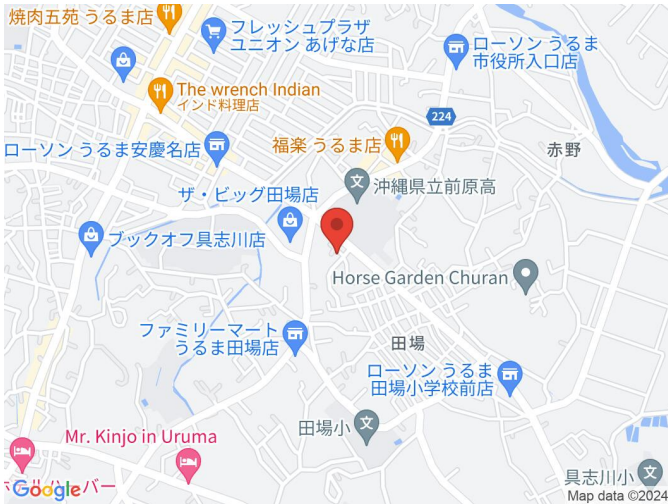 焼肉五苑 うるま店
フレッシュプラザ
ユニオン あげな店
ローソン うるま
市役所入口店
The wrench Indian
インド料理店
224
福楽 うるま店
赤野
ローソン うるま安慶名店
沖縄県立前原高
ザ・ビッグ田場店
ブックオフ具志川店
Horse Garden Churan
ファミリーマート
うるま田場店
田場
ローソン うるま
田場小学校前店
田場小
Mr. Kinjo in Uruma
具志川小
Google
Map data ©2024